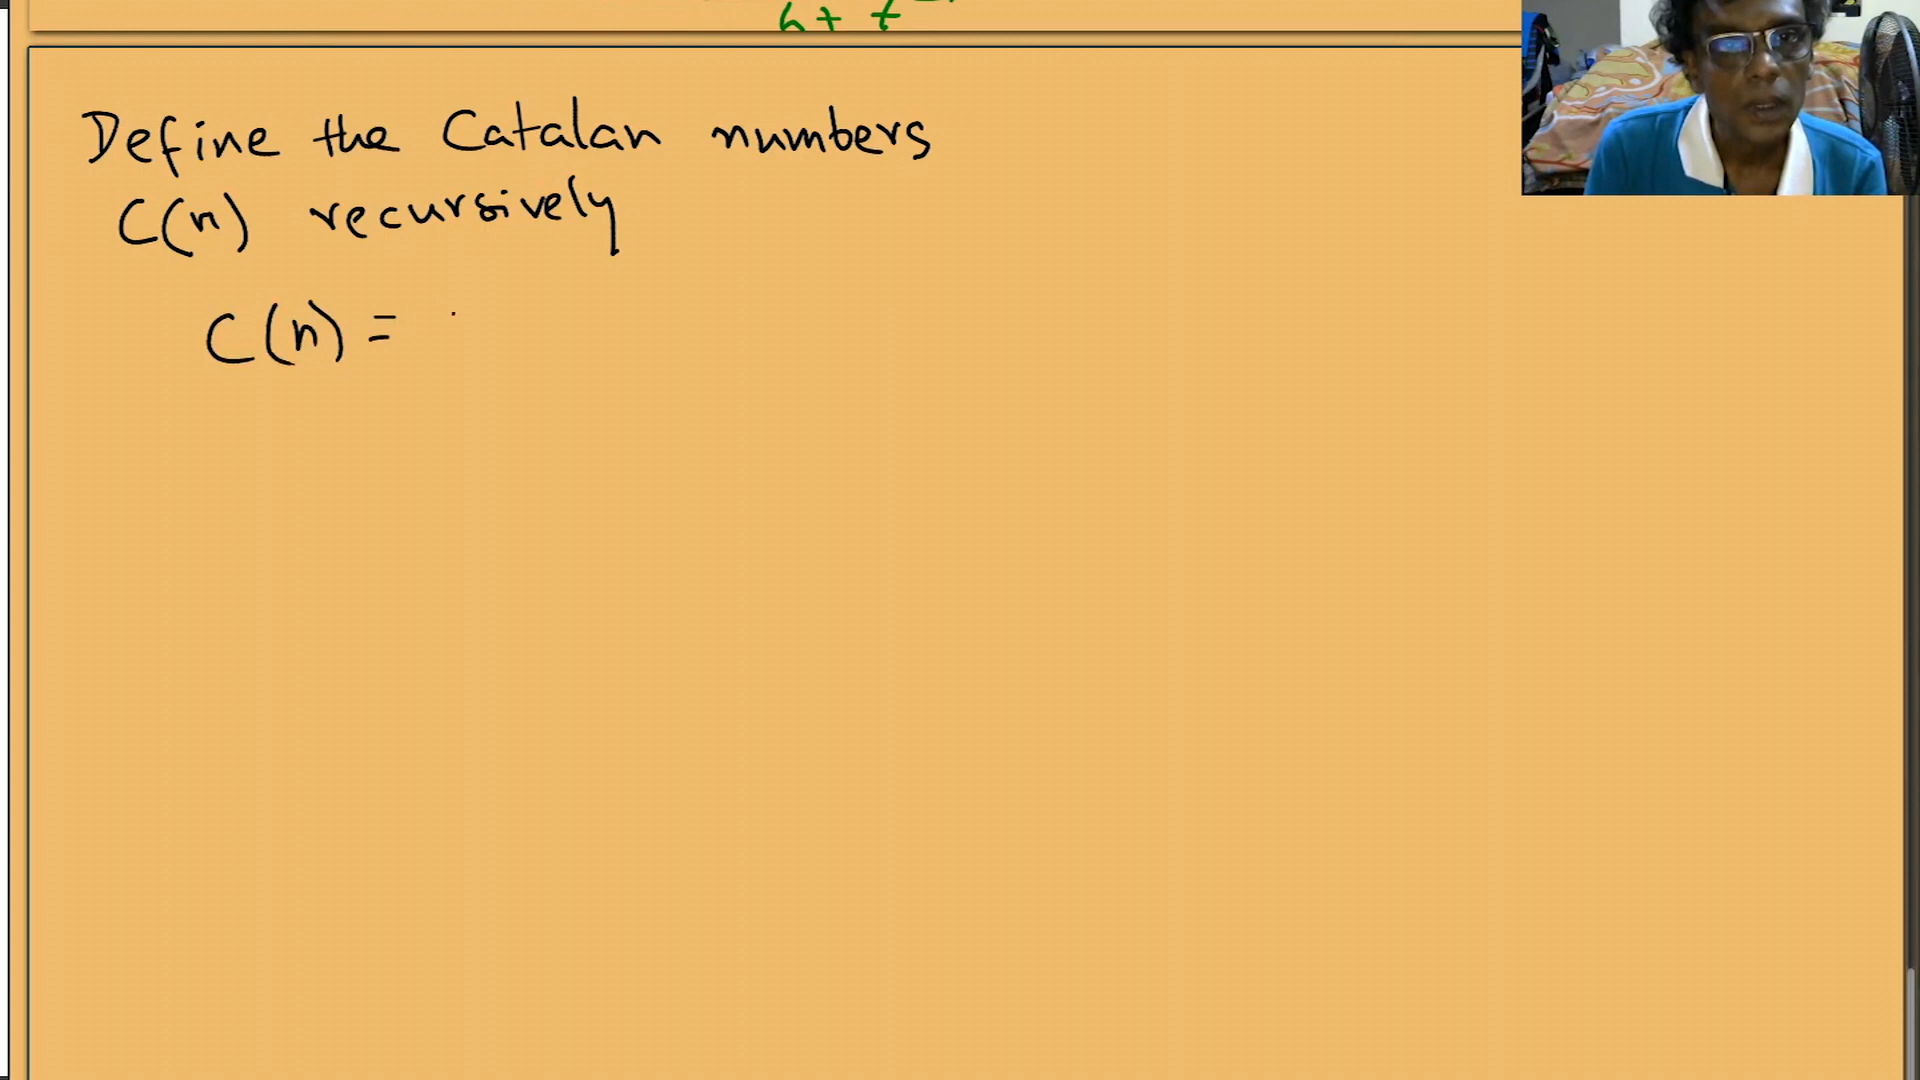 Define the Catalan numbers
C(n) recursively
C(n) =